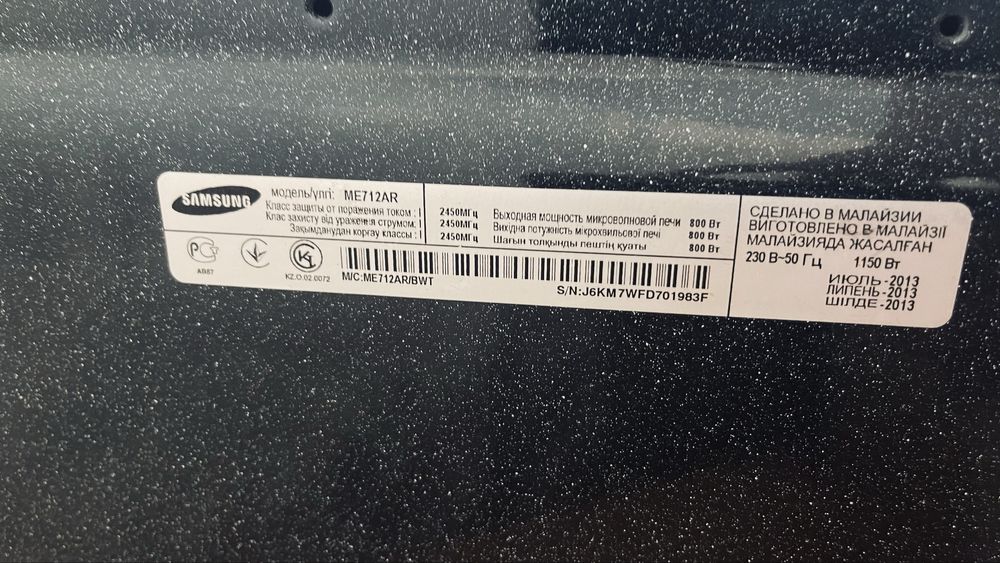 SAMSUNG
модель/үлгі: ME712AR
Класс защиты от поражения током : I
Клас захисту від ураження струмом: I
Зақымданудан қорғау классы : I
2450МГц Выходная мощность микроволновой печи 800 Вт
2450МГц Вихідна потужність мікрохвильової печі 800 Вт
2450МГц Шағын толқынды пештің қуаты 800 Вт
СДЕЛАНО В МАЛАЙЗИИ
ВИГОТОВЛЕНО В МАЛАЙЗІЇ
МАЛАЙЗИЯДА ЖАСАЛҒАН
230 В~50 Гц 1150 Вт
ИЮЛЬ-2013
ЛИПЕНЬ-2013
ШІЛДЕ-2013
АВ87
KZ.O.02.0072
M/C:ME712AR/BWT
S/N:J6KM7WFD701983F